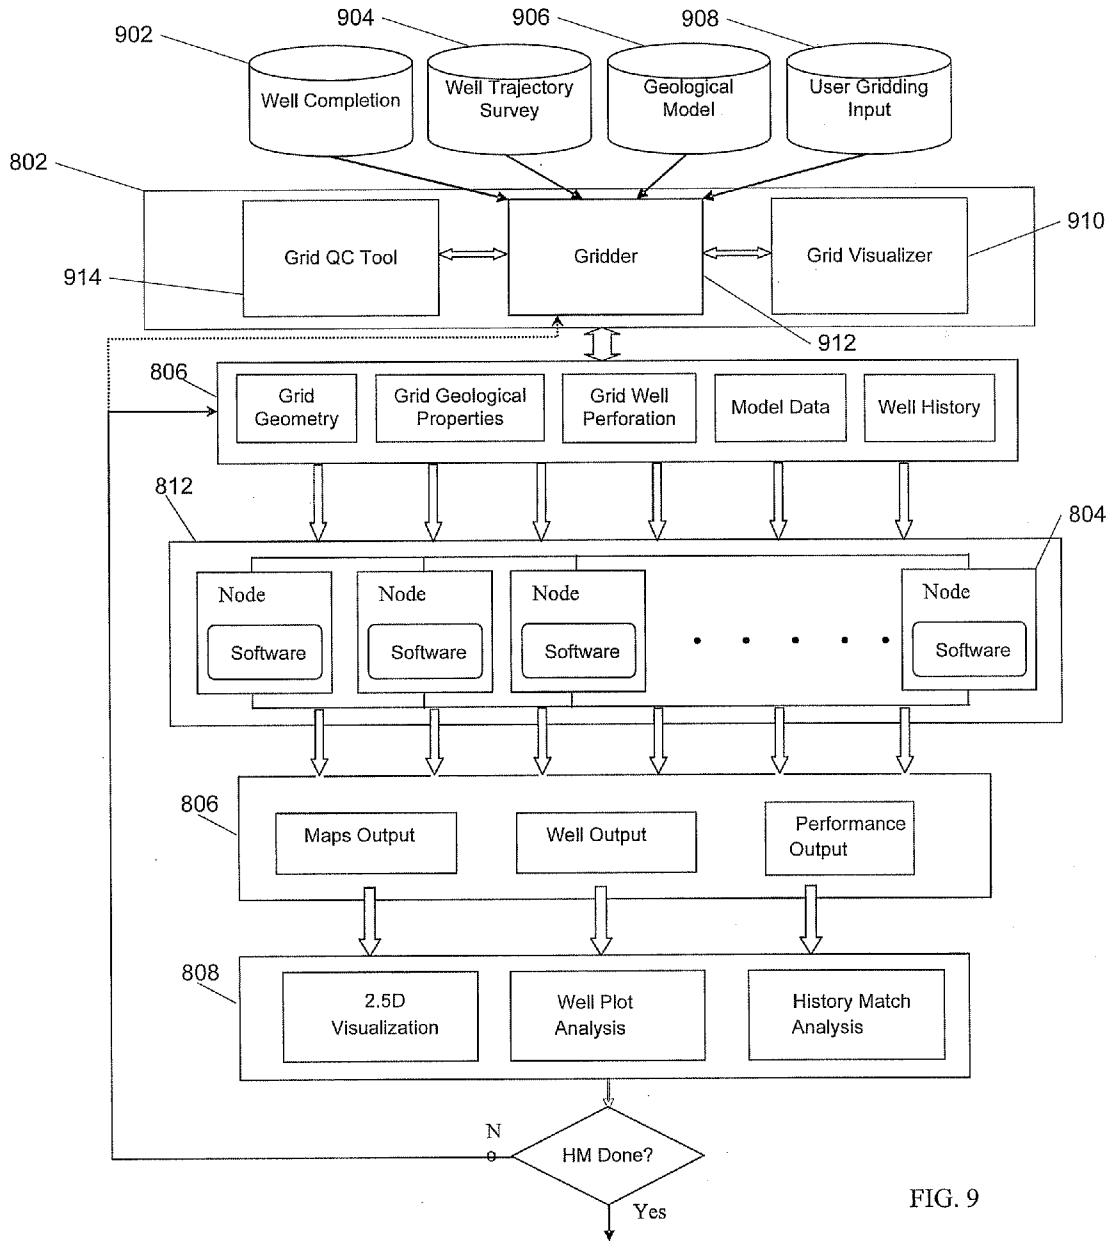 902
904
906
908
Well Completion
Well Trajectory
Survey
Geological
Model
User Gridding
Input
802
Grid QC Tool
Gridder
Grid Visualizer
910
914
912
806
Grid
Geometry
Grid Geological
Properties
Grid Well
Perforation
Model Data
Well History
812
804
Node
Node
Node
Node
Software
Software
Software
Software
806
Maps Output
Well Output
Performance
Output
808
2.5D
Visualization
Well Plot
Analysis
History Match
Analysis
N
o
HM Done?
Yes
FIG. 9